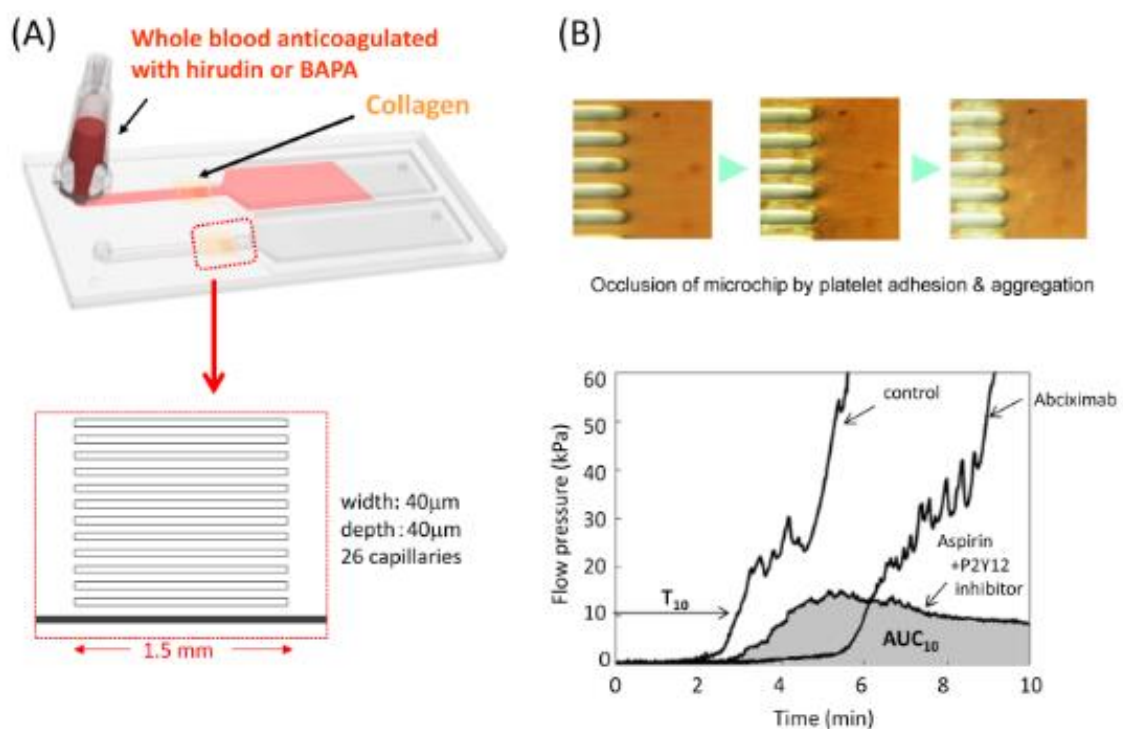 (A)
Whole blood anticoagulated
with hirudin or BAPA
Collagen
width: 40μm
depth : 40μm
26 capillaries
1.5 mm
(B)
Occlusion of microchip by platelet adhesion & aggregation
Flow pressure (kPa)
60
50
40
30
20
10
0
control
Abciximab
Aspirin
+P2Y12
inhibitor
T10
AUC10
0 2 4 6 8 10
Time (min)